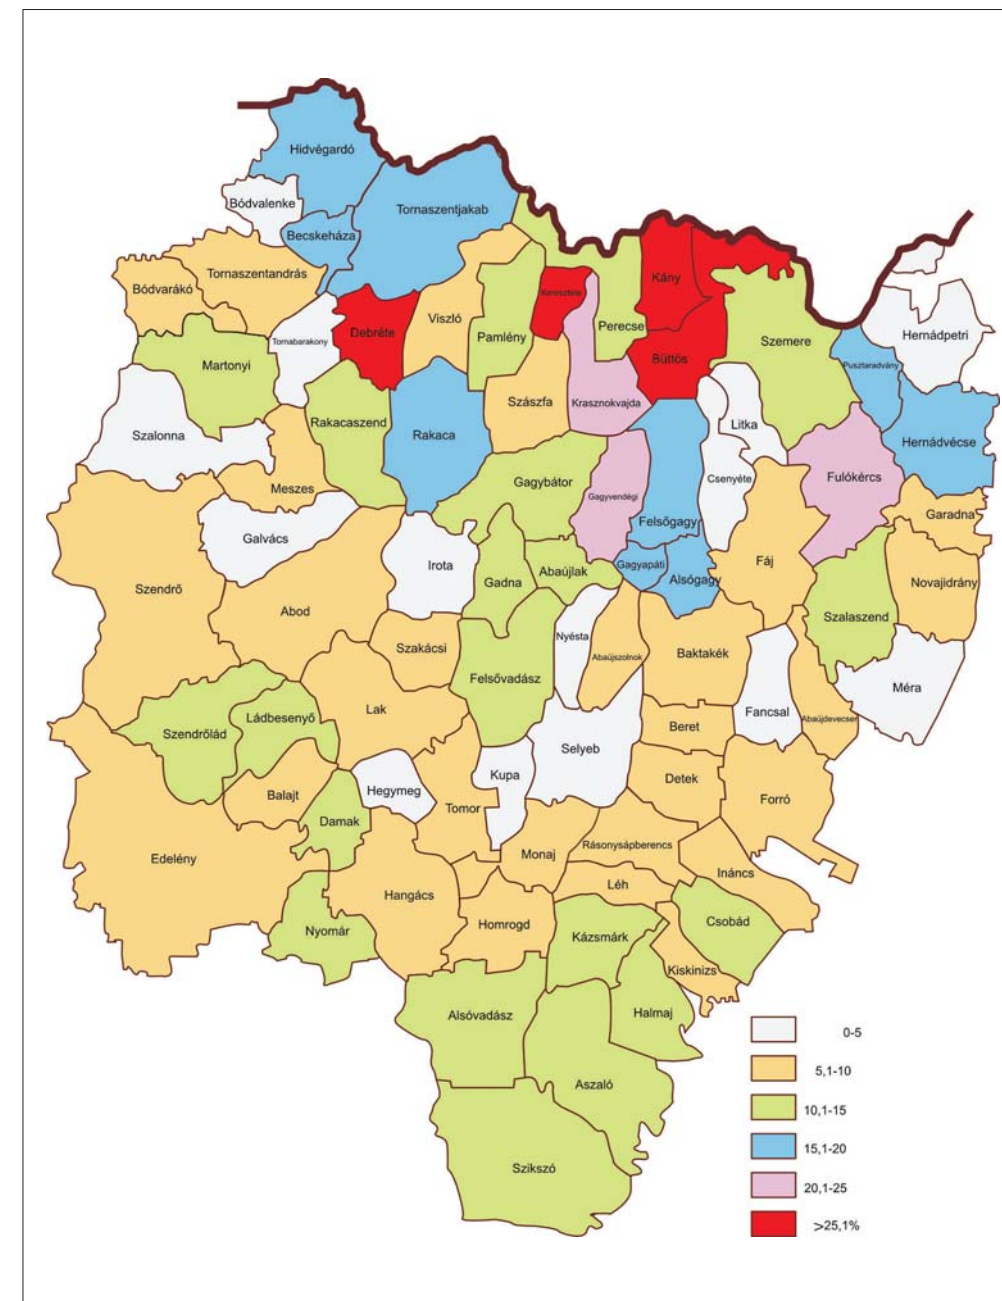 Hidvégardó
Bódvalenke
Tornaszentjakab
Becskeháza
Tornaszentandrás
Bódvarákó
Keresztéte
Kány
Debréte
Viszló
Pamlény
Perecse
Büttös
Szemere
Hernádpetri
Tornabarakony
Martonyi
Pusztaradvány
Szászfa
Krasznokvajda
Rakacaszend
Rakaca
Litka
Szalonna
Hernádvécse
Csenyéte
Fulókércs
Gagybátor
Meszes
Gagyvendégi
Garadna
Felsőgagy
Galvács
Irota
Gagyapáti
Abaújlak
Alsógagy
Fáj
Gadna
Novajidrány
Szendrő
Abod
Szalaszend
Nyésta
Szakácsi
Baktakék
Abaújszolnok
Felsővadász
Méra
Lak
Fancsal
Ládbesenyő
Abaújdevecser
Beret
Szendrőlád
Selyeb
Kupa
Detek
Hegymeg
Balajt
Forró
Tomor
Damak
Rásonysápberencs
Monaj
Edelény
Ináncs
Léh
Hangács
Csobád
Homrogd
Nyomár
Kázsmárk
Kiskinizs
Alsóvadász
Halmaj
Aszaló
Szikszó
0-5
5,1-10
10,1-15
15,1-20
20,1-25
>25,1%